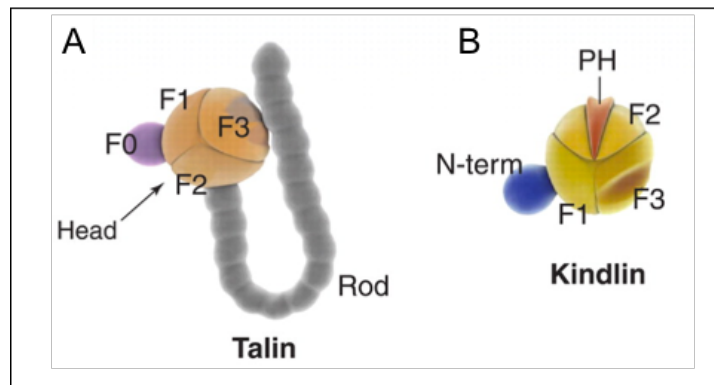 A
F1
F0
F3
F2
Head
Rod
Talin
B
PH
F2
N-term
F1
F3
Kindlin